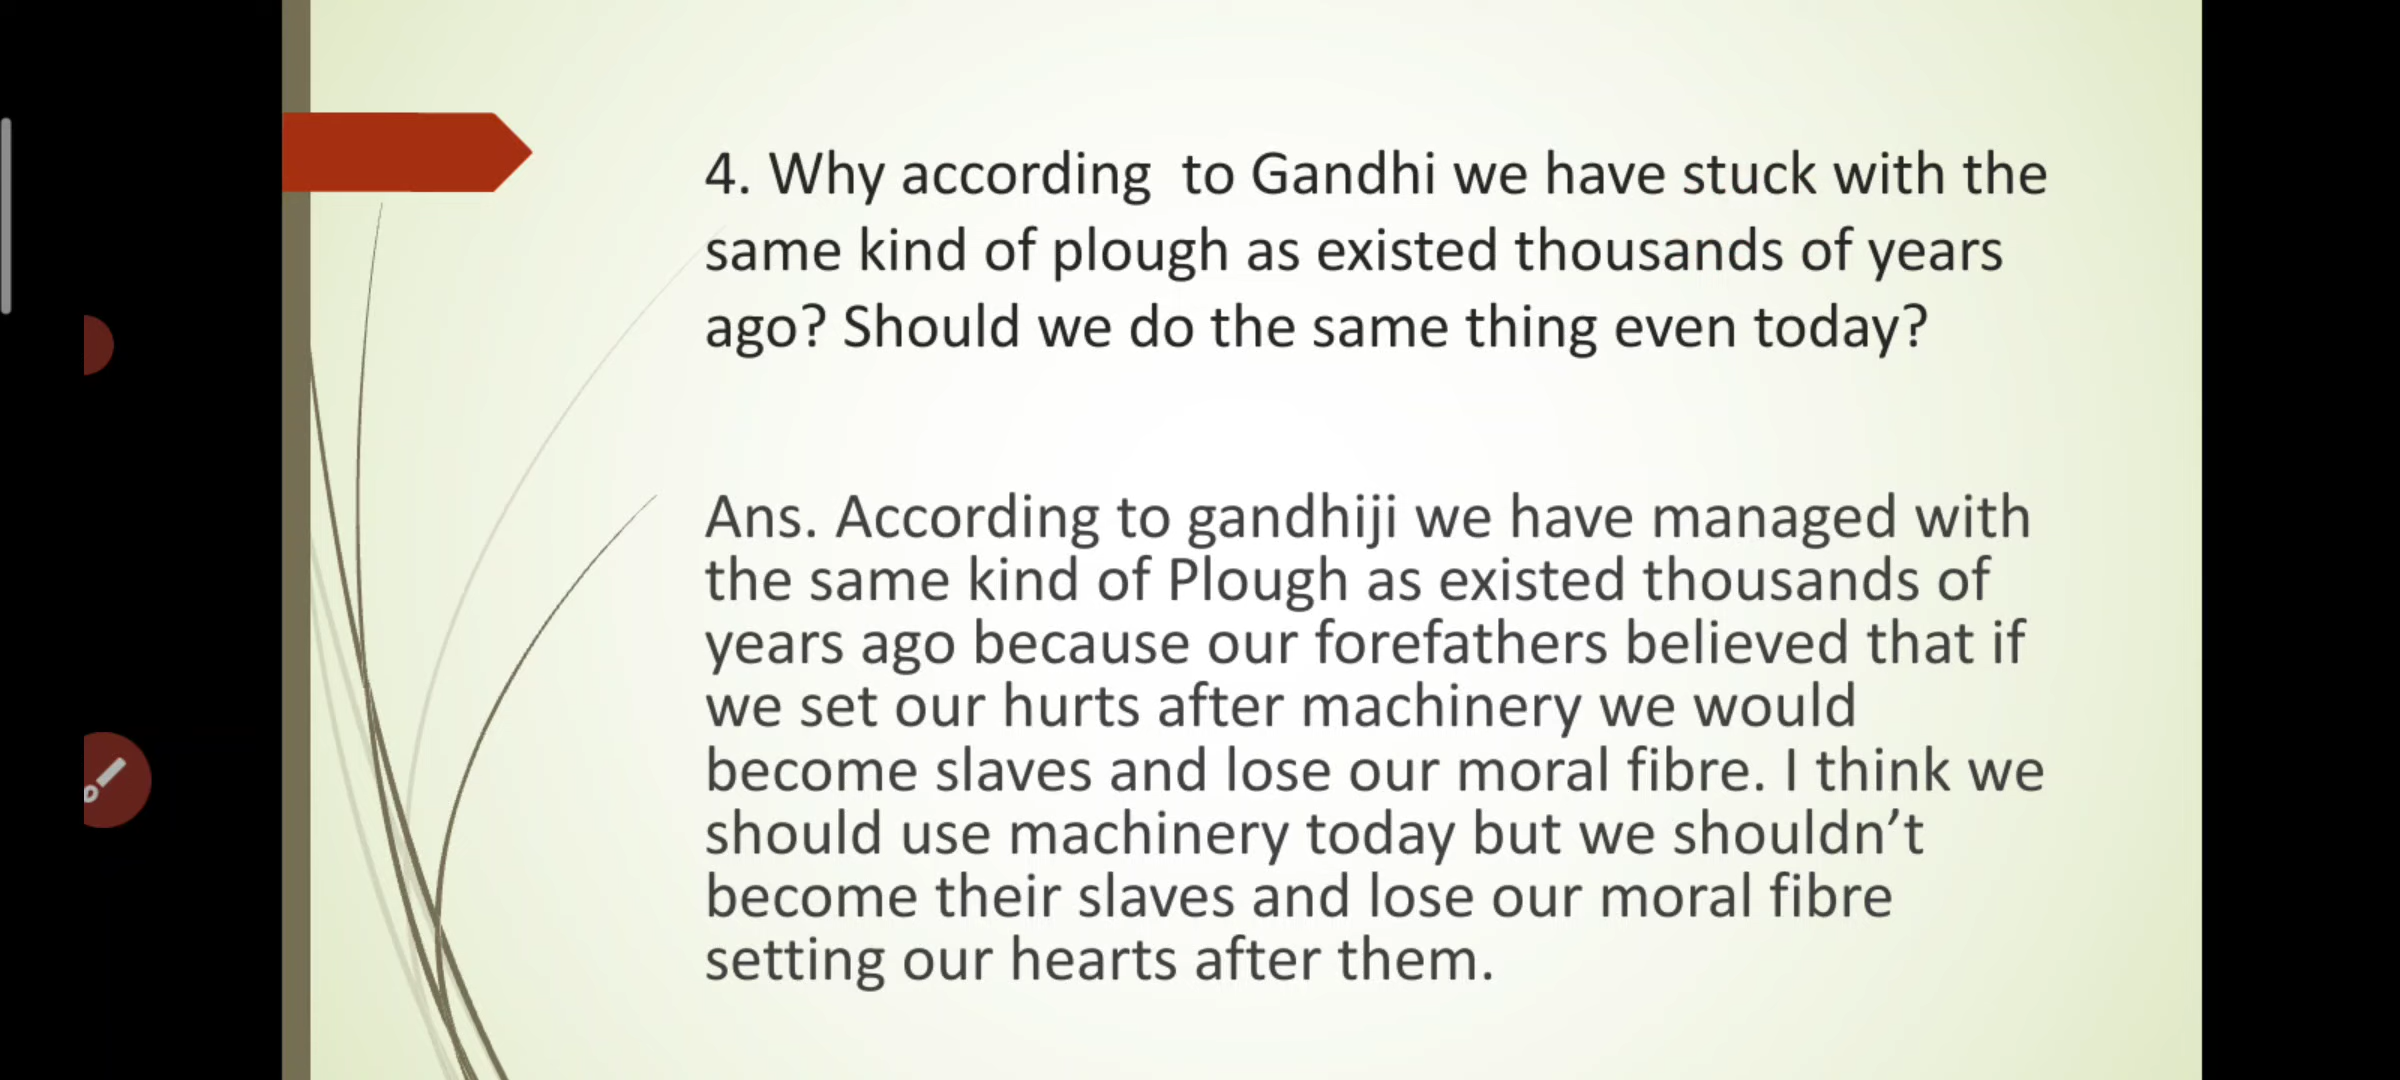 4. Why according  to Gandhi we have stuck with the
same kind of plough as existed thousands of years
ago? Should we do the same thing even today?
Ans. According to gandhiji we have managed with
the same kind of Plough as existed thousands of
years ago because our forefathers believed that if
we set our hurts after machinery we would
become slaves and lose our moral fibre. I think we
should use machinery today but we shouldn’t
become their slaves and lose our moral fibre
setting our hearts after them.